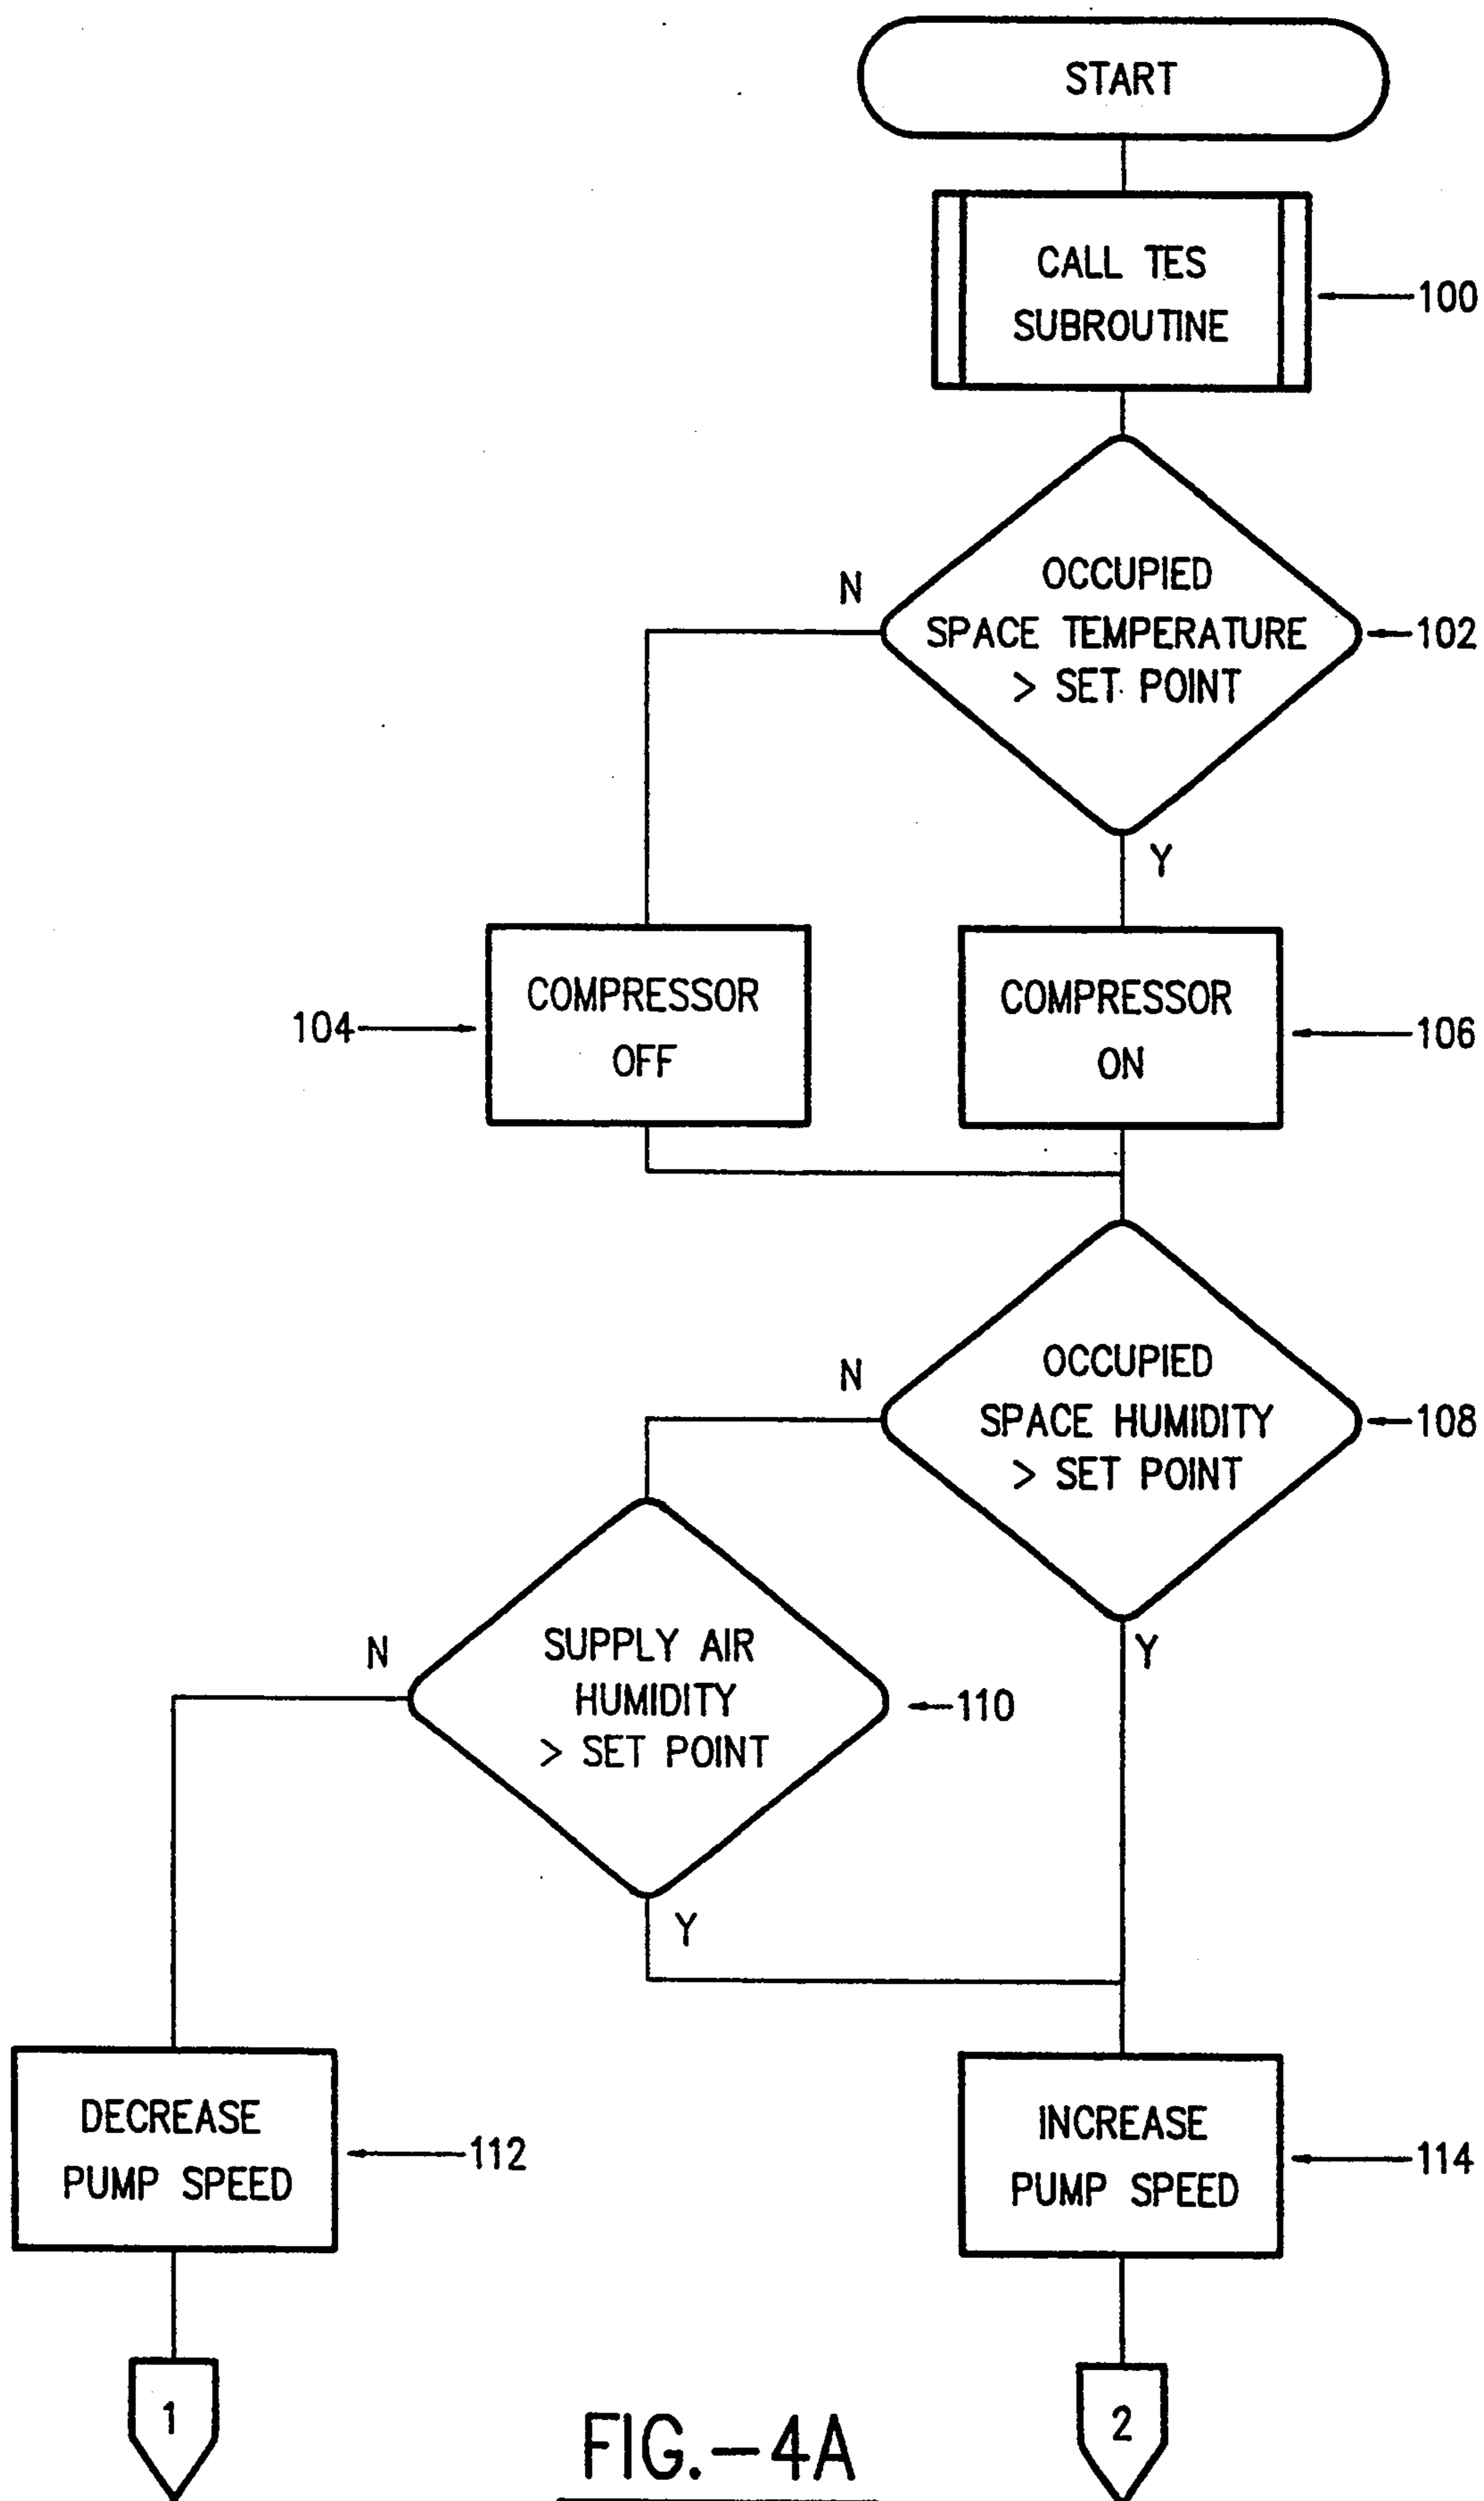 START
CALL TES
SUBROUTINE
100
N
OCCUPIED
SPACE TEMPERATURE
> SET POINT
102
Y
COMPRESSOR
OFF
104
COMPRESSOR
ON
106
N
OCCUPIED
SPACE HUMIDITY
> SET POINT
108
Y
N
SUPPLY AIR
HUMIDITY
> SET POINT
110
Y
DECREASE
PUMP SPEED
112
INCREASE
PUMP SPEED
114
1
2
FIG.-4A